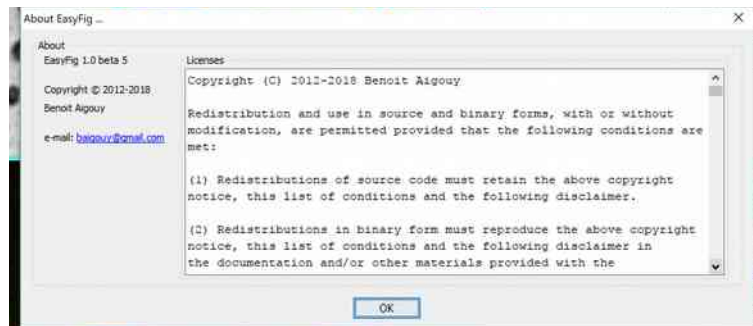 About EasyFig ...
About
EasyFig 1.0 beta 5
Copyright © 2012-2018
Benoit Aigouy
e-mail: baigouy@gmail.com
Licenses
Copyright (C) 2012-2018 Benoit Aigouy
Redistribution and use in source and binary forms, with or without
modification, are permitted provided that the following conditions are
met:
(1) Redistributions of source code must retain the above copyright
notice, this list of conditions and the following disclaimer.
(2) Redistributions in binary form must reproduce the above copyright
notice, this list of conditions and the following disclaimer in
the documentation and/or other materials provided with the
OK